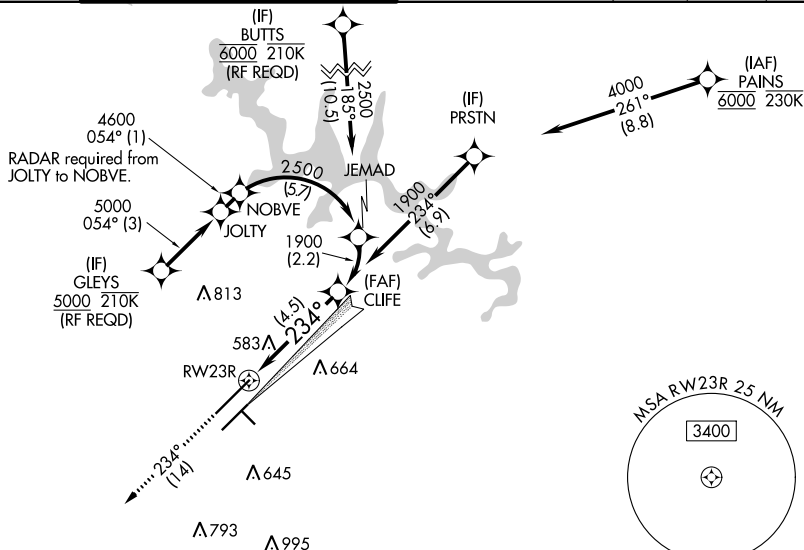 (IF)
BUTTS
6000 210K
(RF REQD)
2500
185°
(10.5)
(IF)
PRSTN
4000
261°
(8.8)
(IAF)
PAINS
6000 230K
4600
054° (1)
RADAR required from
JOLTY to NOBVE.
5000
054° (3)
2500
(5.7)
JEMAD
NOBVE
JOLTY
1900
234°
(6.9)
1900
(2.2)
(IF)
GLEYS
5000 210K
(RF REQD)
813
(FAF)
CLIFE
(4.5)
234°
583
RW23R
664
234°
(14)
645
793
995
MSA RW23R 25 NM
3400